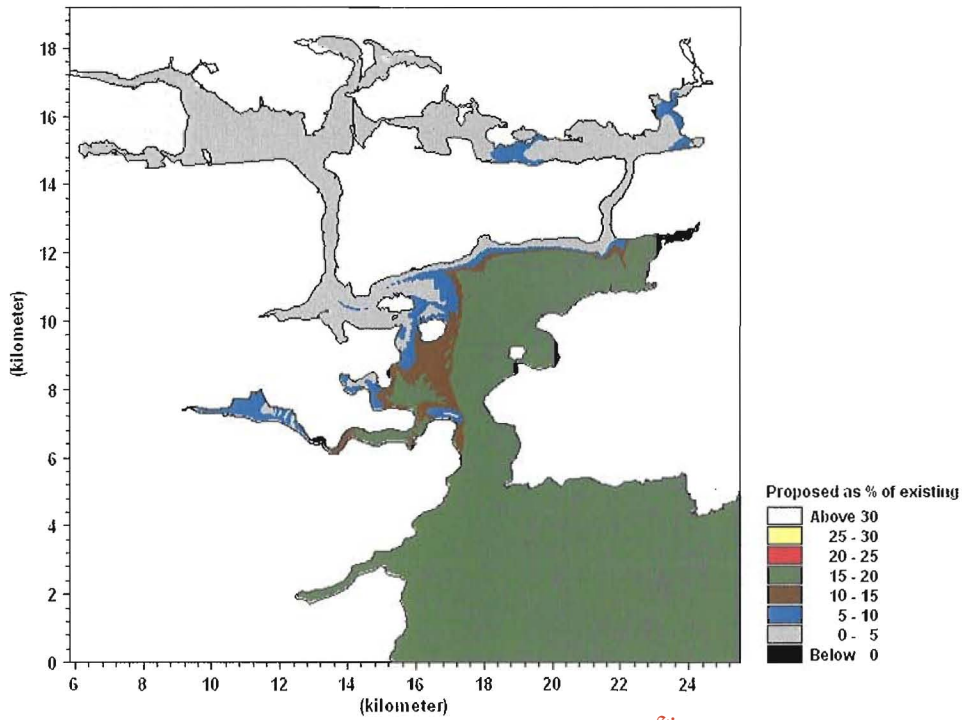 18
16
14
12
10
8
6
4
2
0
(kilometer)
6 8 10 12 14 16 18 20 22 24
(kilometer)
Proposed as % of existing
Above 30
25 - 30
20 - 25
15 - 20
10 - 15
5 - 10
0 - 5
Below 0